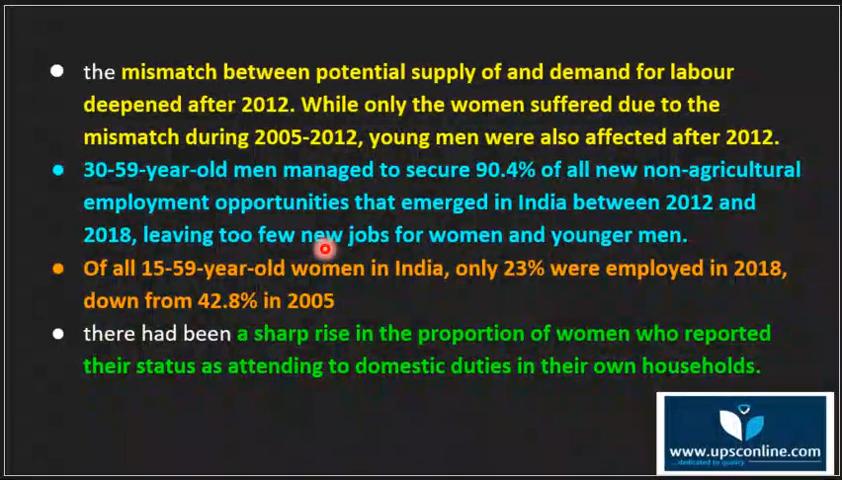 the mismatch between potential supply of and demand for labour
deepened after 2012. While only the women suffered due to the
mismatch during 2005-2012, young men were also affected after 2012.
30-59-year-old men managed to secure 90.4% of all new non-agricultural
employment opportunities that emerged in India between 2012 and
2018, leaving too few new jobs for women and younger men.
Of all 15-59-year-old women in India, only 23% were employed in 2018,
down from 42.8% in 2005
there had been a sharp rise in the proportion of women who reported
their status as attending to domestic duties in their own households.
www.upsconline.com
...dedicated to quality